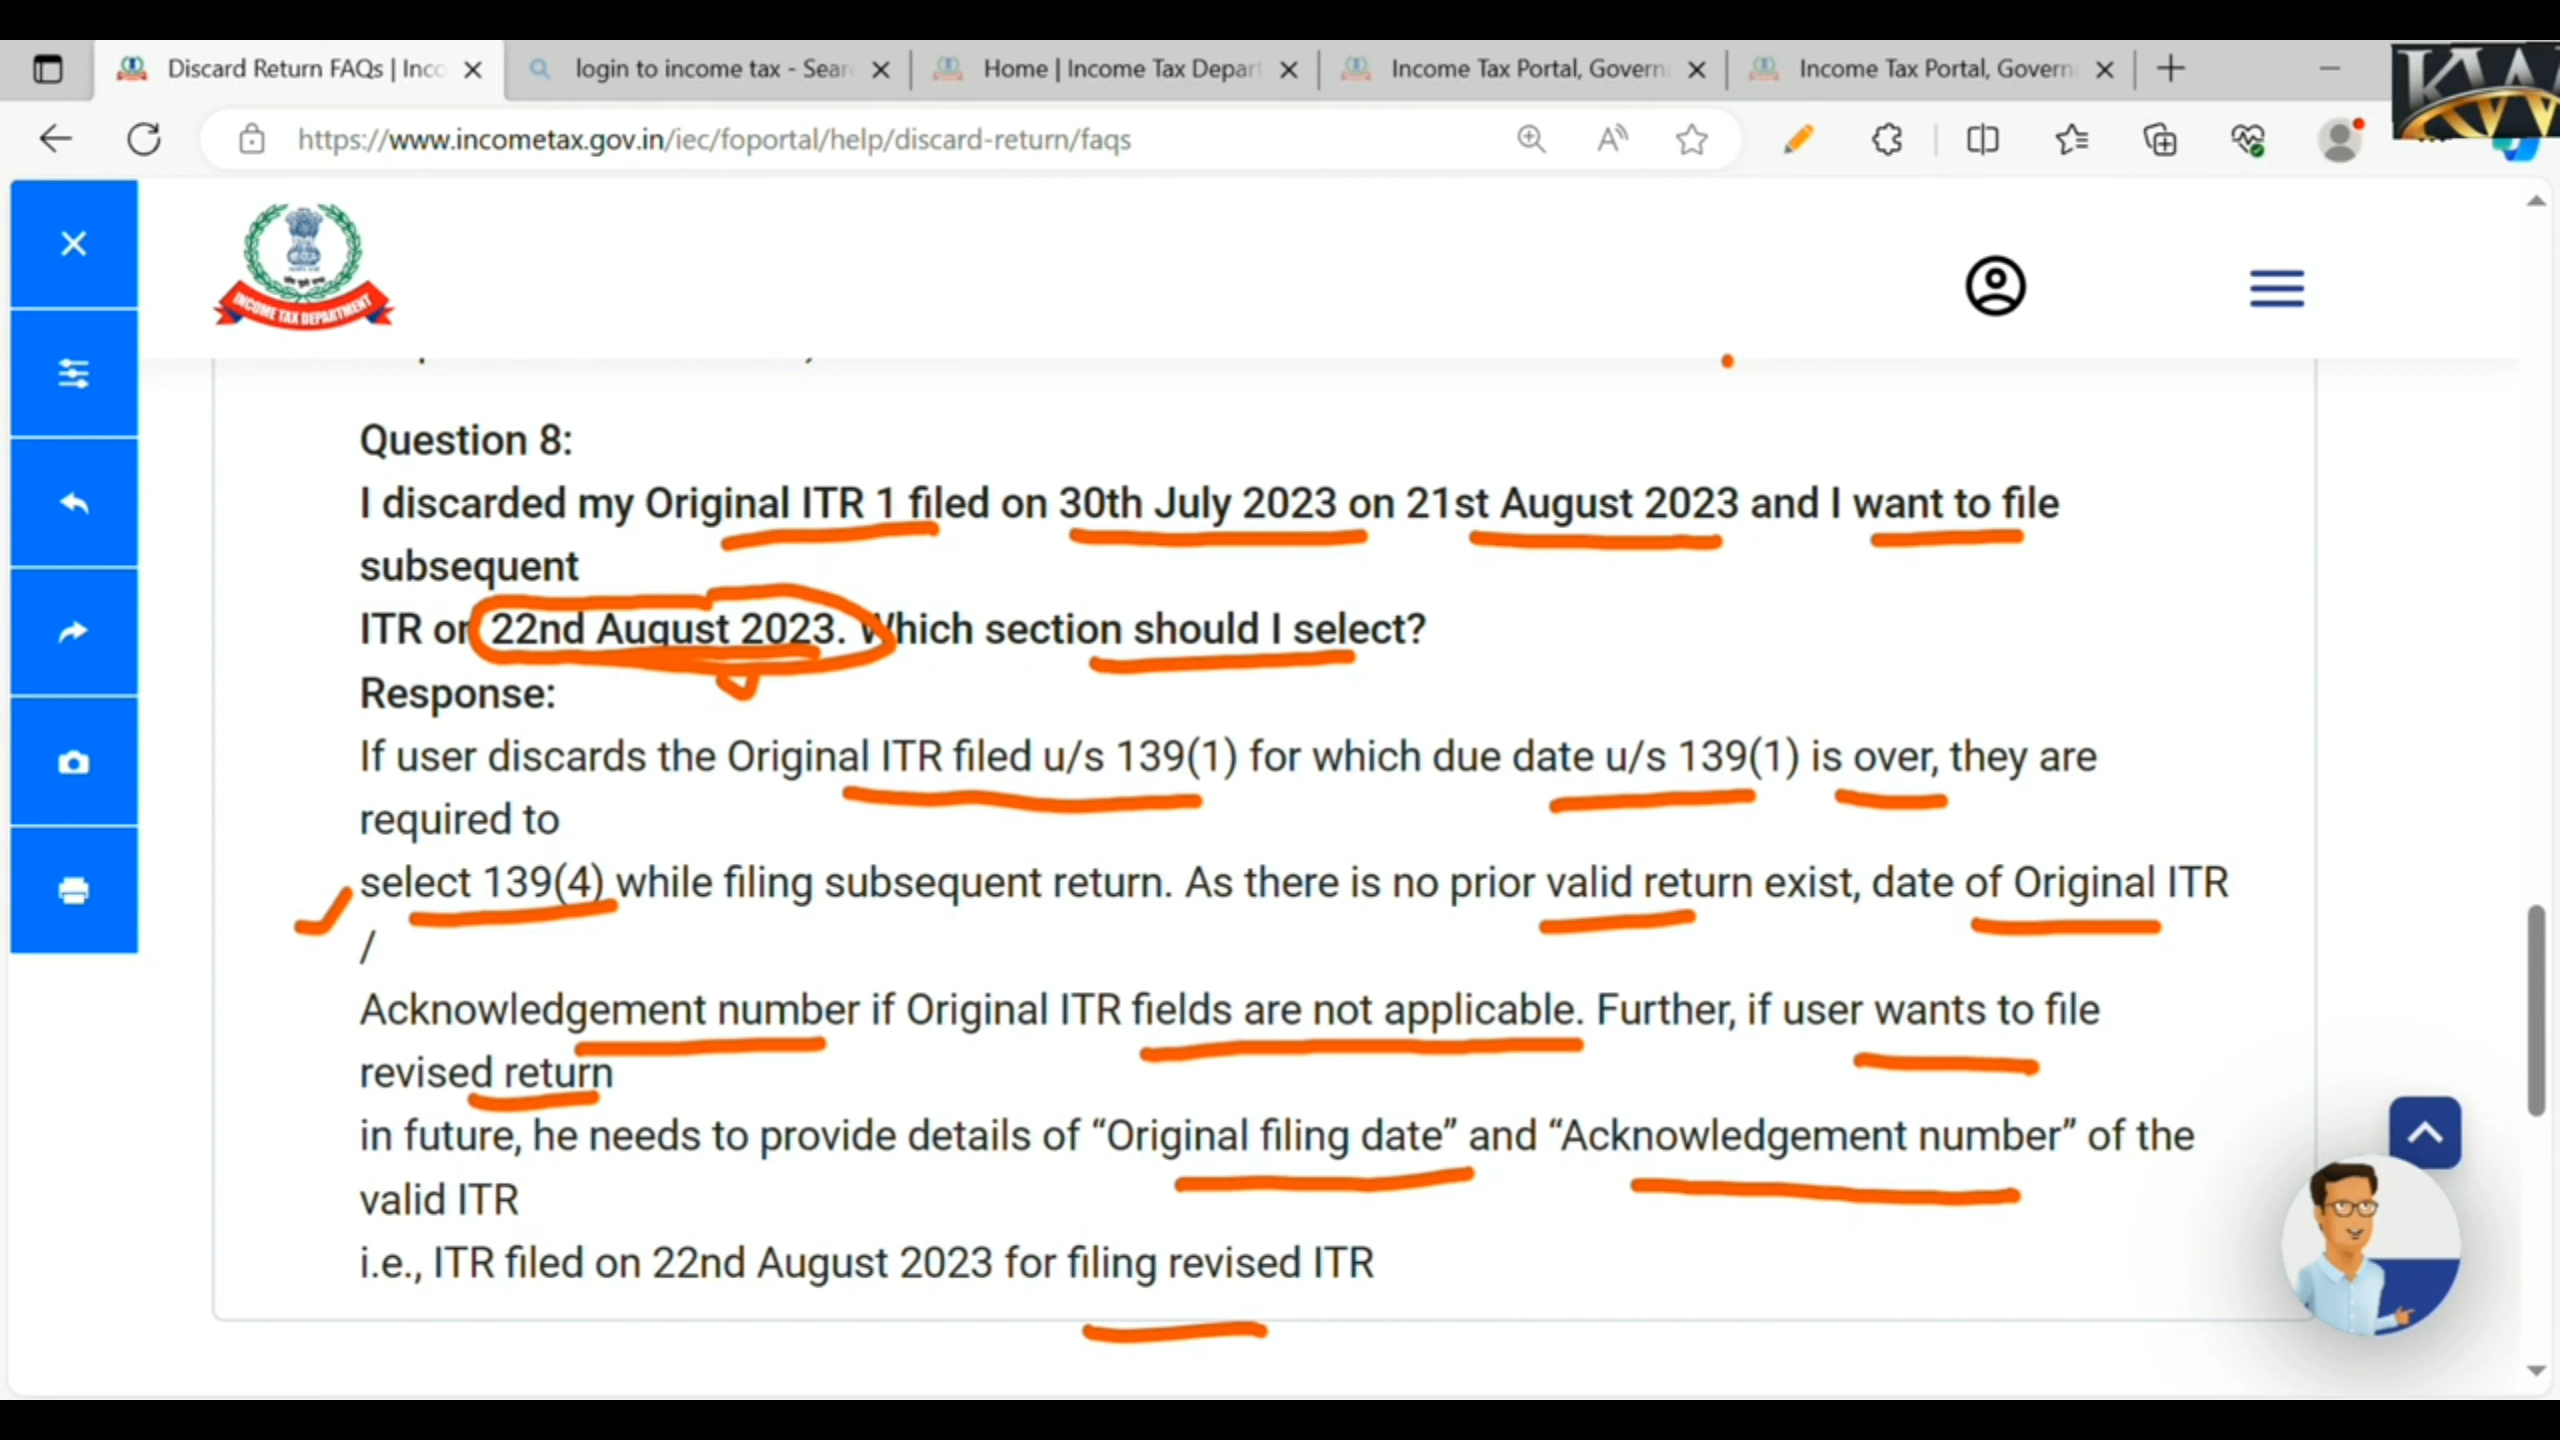 Discard Return FAQs | Inco
login to income tax - Sear
Home | Income Tax Depart
Income Tax Portal, Govern
Income Tax Portal, Govern
KW
https://www.incometax.gov.in/iec/foportal/help/discard-return/faqs
INCOME TAX DEPARTMENT
Question 8:
I discarded my Original ITR 1 filed on 30th July 2023 on 21st August 2023 and I want to file
subsequent
ITR on 22nd August 2023. Which section should I select?
Response:
If user discards the Original ITR filed u/s 139(1) for which due date u/s 139(1) is over, they are
required to
select 139(4) while filing subsequent return. As there is no prior valid return exist, date of Original ITR
/
Acknowledgement number if Original ITR fields are not applicable. Further, if user wants to file
revised return
in future, he needs to provide details of “Original filing date” and “Acknowledgement number” of the
valid ITR
i.e., ITR filed on 22nd August 2023 for filing revised ITR